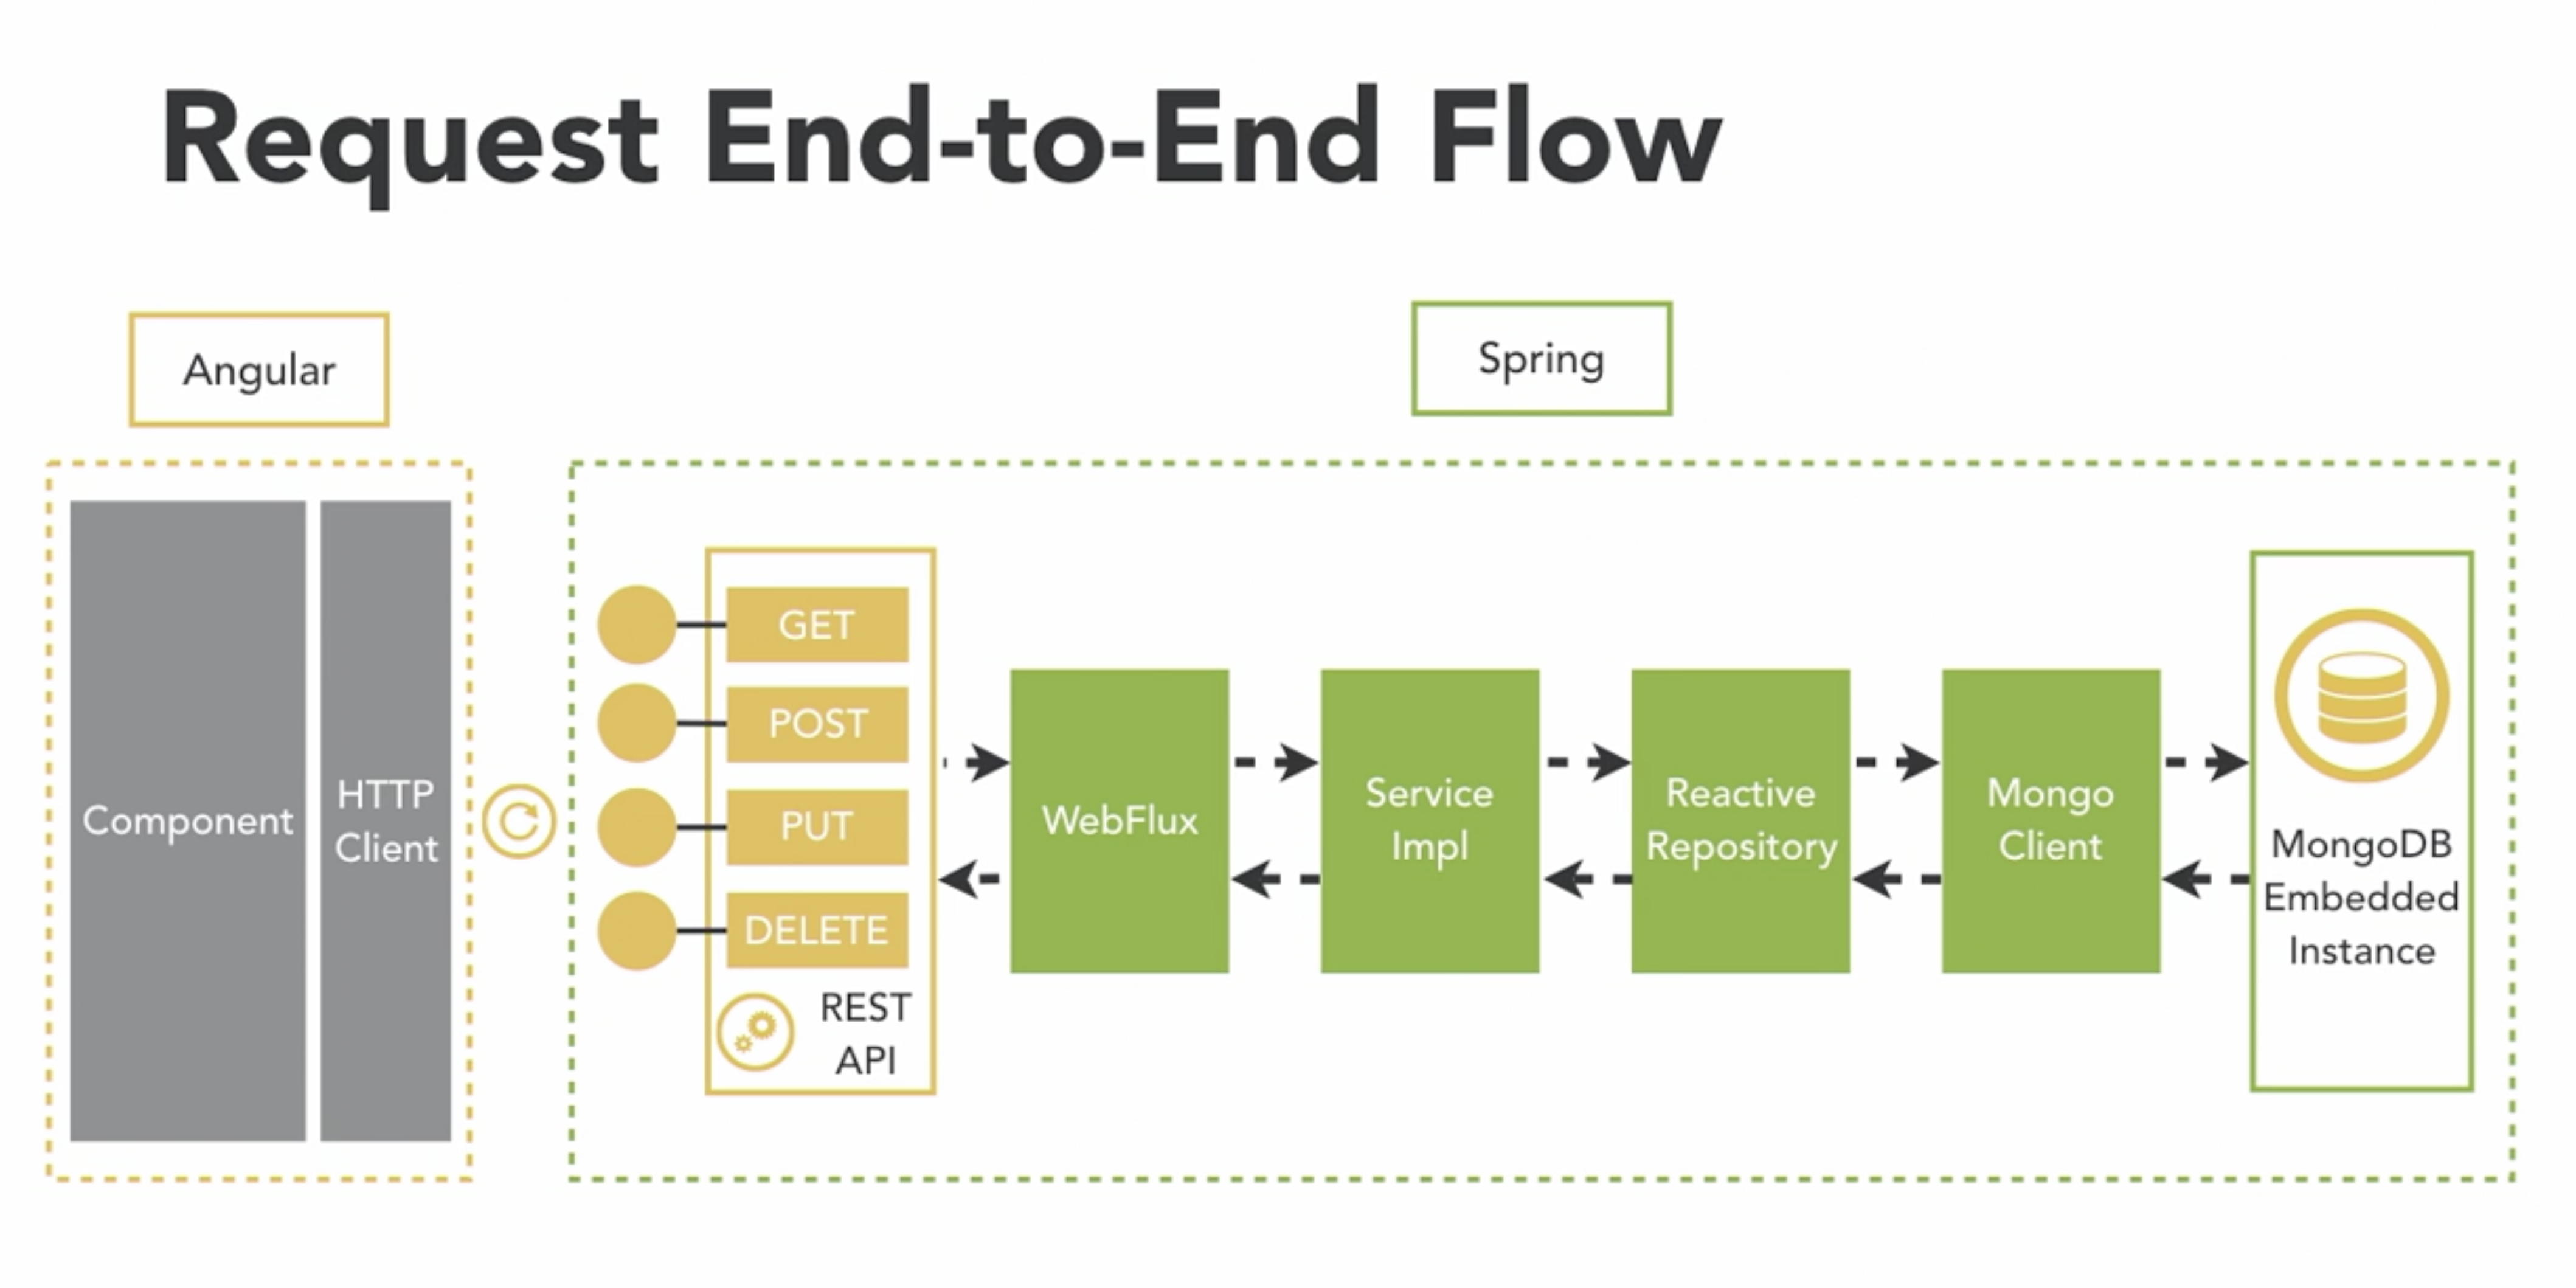 Request End-to-End Flow
Angular
Spring
Component
HTTP
Client
GET
POST
PUT
DELETE
REST
API
WebFlux
Service
Impl
Reactive
Repository
Mongo
Client
MongoDB
Embedded
Instance